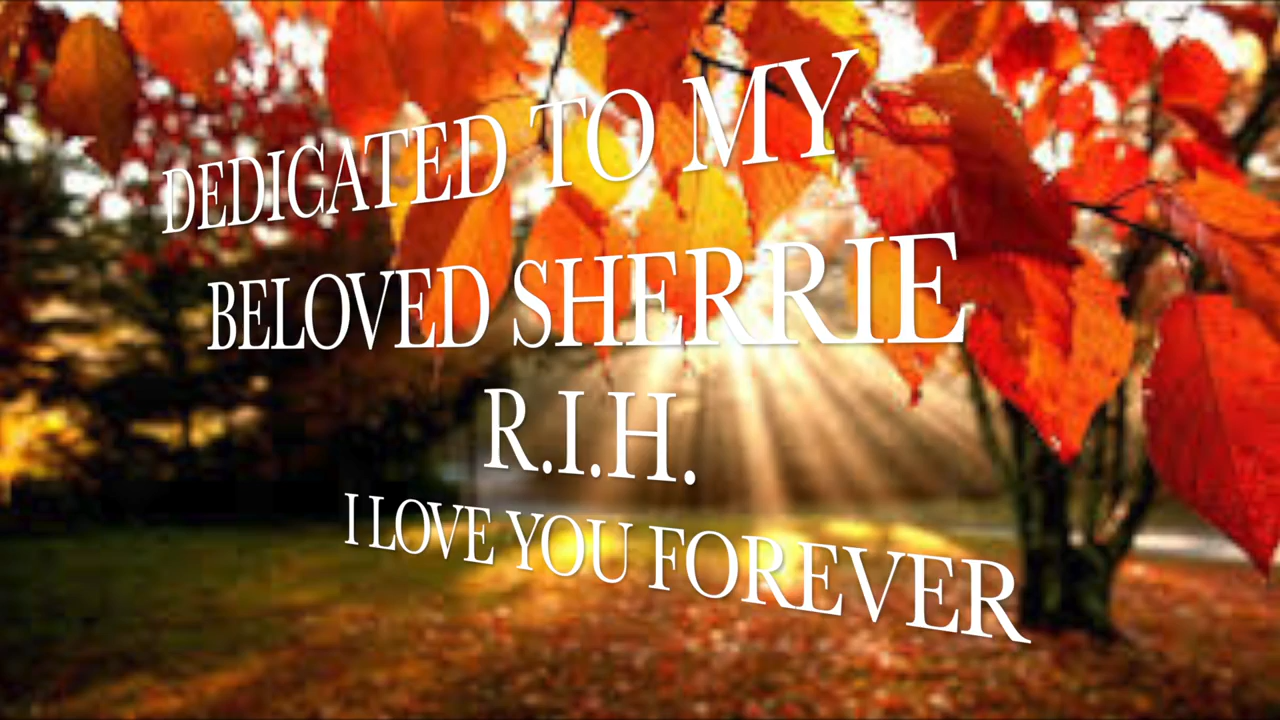 DEDICATED TO MY
BELOVED SHERRIE
R.I.H.
I LOVE YOU FOREVER